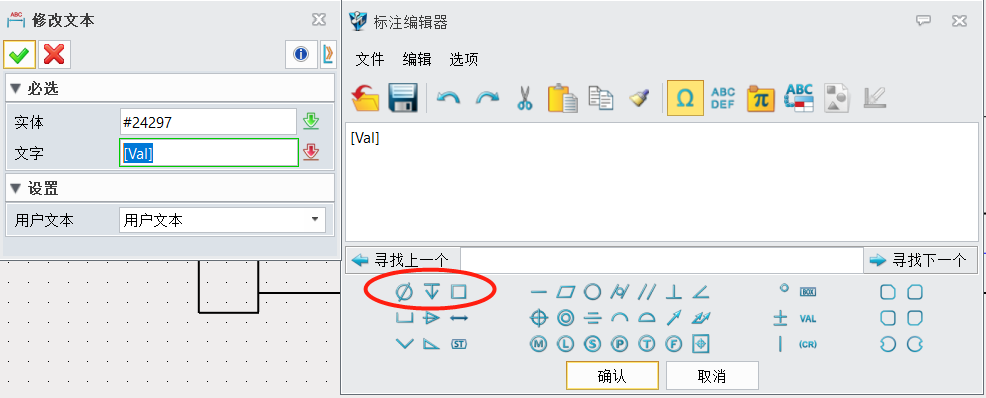 ABC
修改文本
必选
实体
#24297
文字
[Val]
设置
用户文本
用户文本
标注编辑器
文件 编辑 选项
Ω
ABC
DEF
π
ABC
[Val]
寻找上一个
寻找下一个
BOX
ST
± VAL
M L S P T F
(CR)
确认
取消